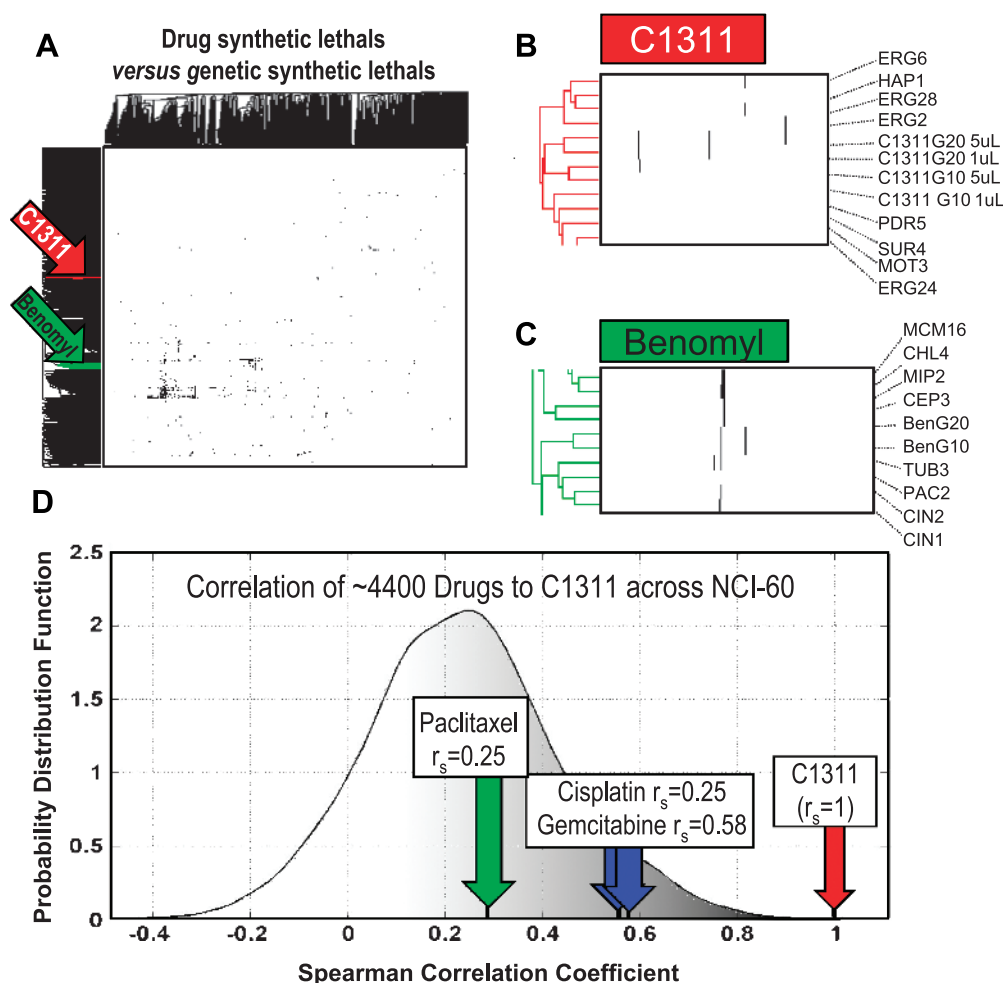 A
Drug synthetic lethals
versus genetic synthetic lethals
C1311
Benomyl
B
C1311
ERG6
HAP1
ERG28
ERG2
C1311G20 5uL
C1311G20 1uL
C1311G10 5uL
C1311 G10 1uL
PDR5
SUR4
MOT3
ERG24
C
Benomyl
MCM16
CHL4
MIP2
CEP3
BenG20
BenG10
TUB3
PAC2
CIN2
CIN1
D
Correlation of ~4400 Drugs to C1311 across NCI-60
Probability Distribution Function
2.5
2
1.5
1
0.5
0
Paclitaxel
rs=0.25
Cisplatin rs=0.25
Gemcitabine rs=0.58
C1311
(rs=1)
-0.4 -0.2 0 0.2 0.4 0.6 0.8 1
Spearman Correlation Coefficient